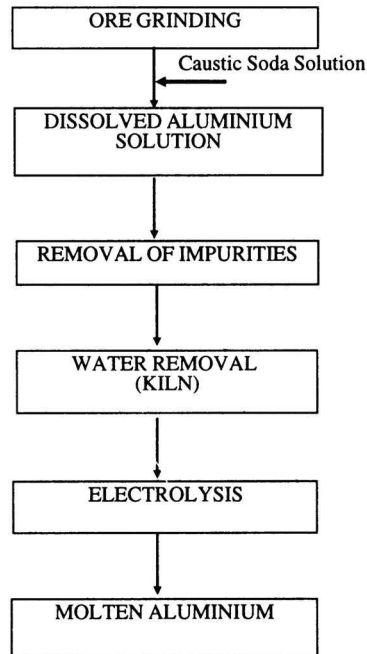 ORE GRINDING
Caustic Soda Solution
DISSOLVED ALUMINIUM
SOLUTION
REMOVAL OF IMPURITIES
WATER REMOVAL
(KILN)
ELECTROLYSIS
MOLTEN ALUMINIUM